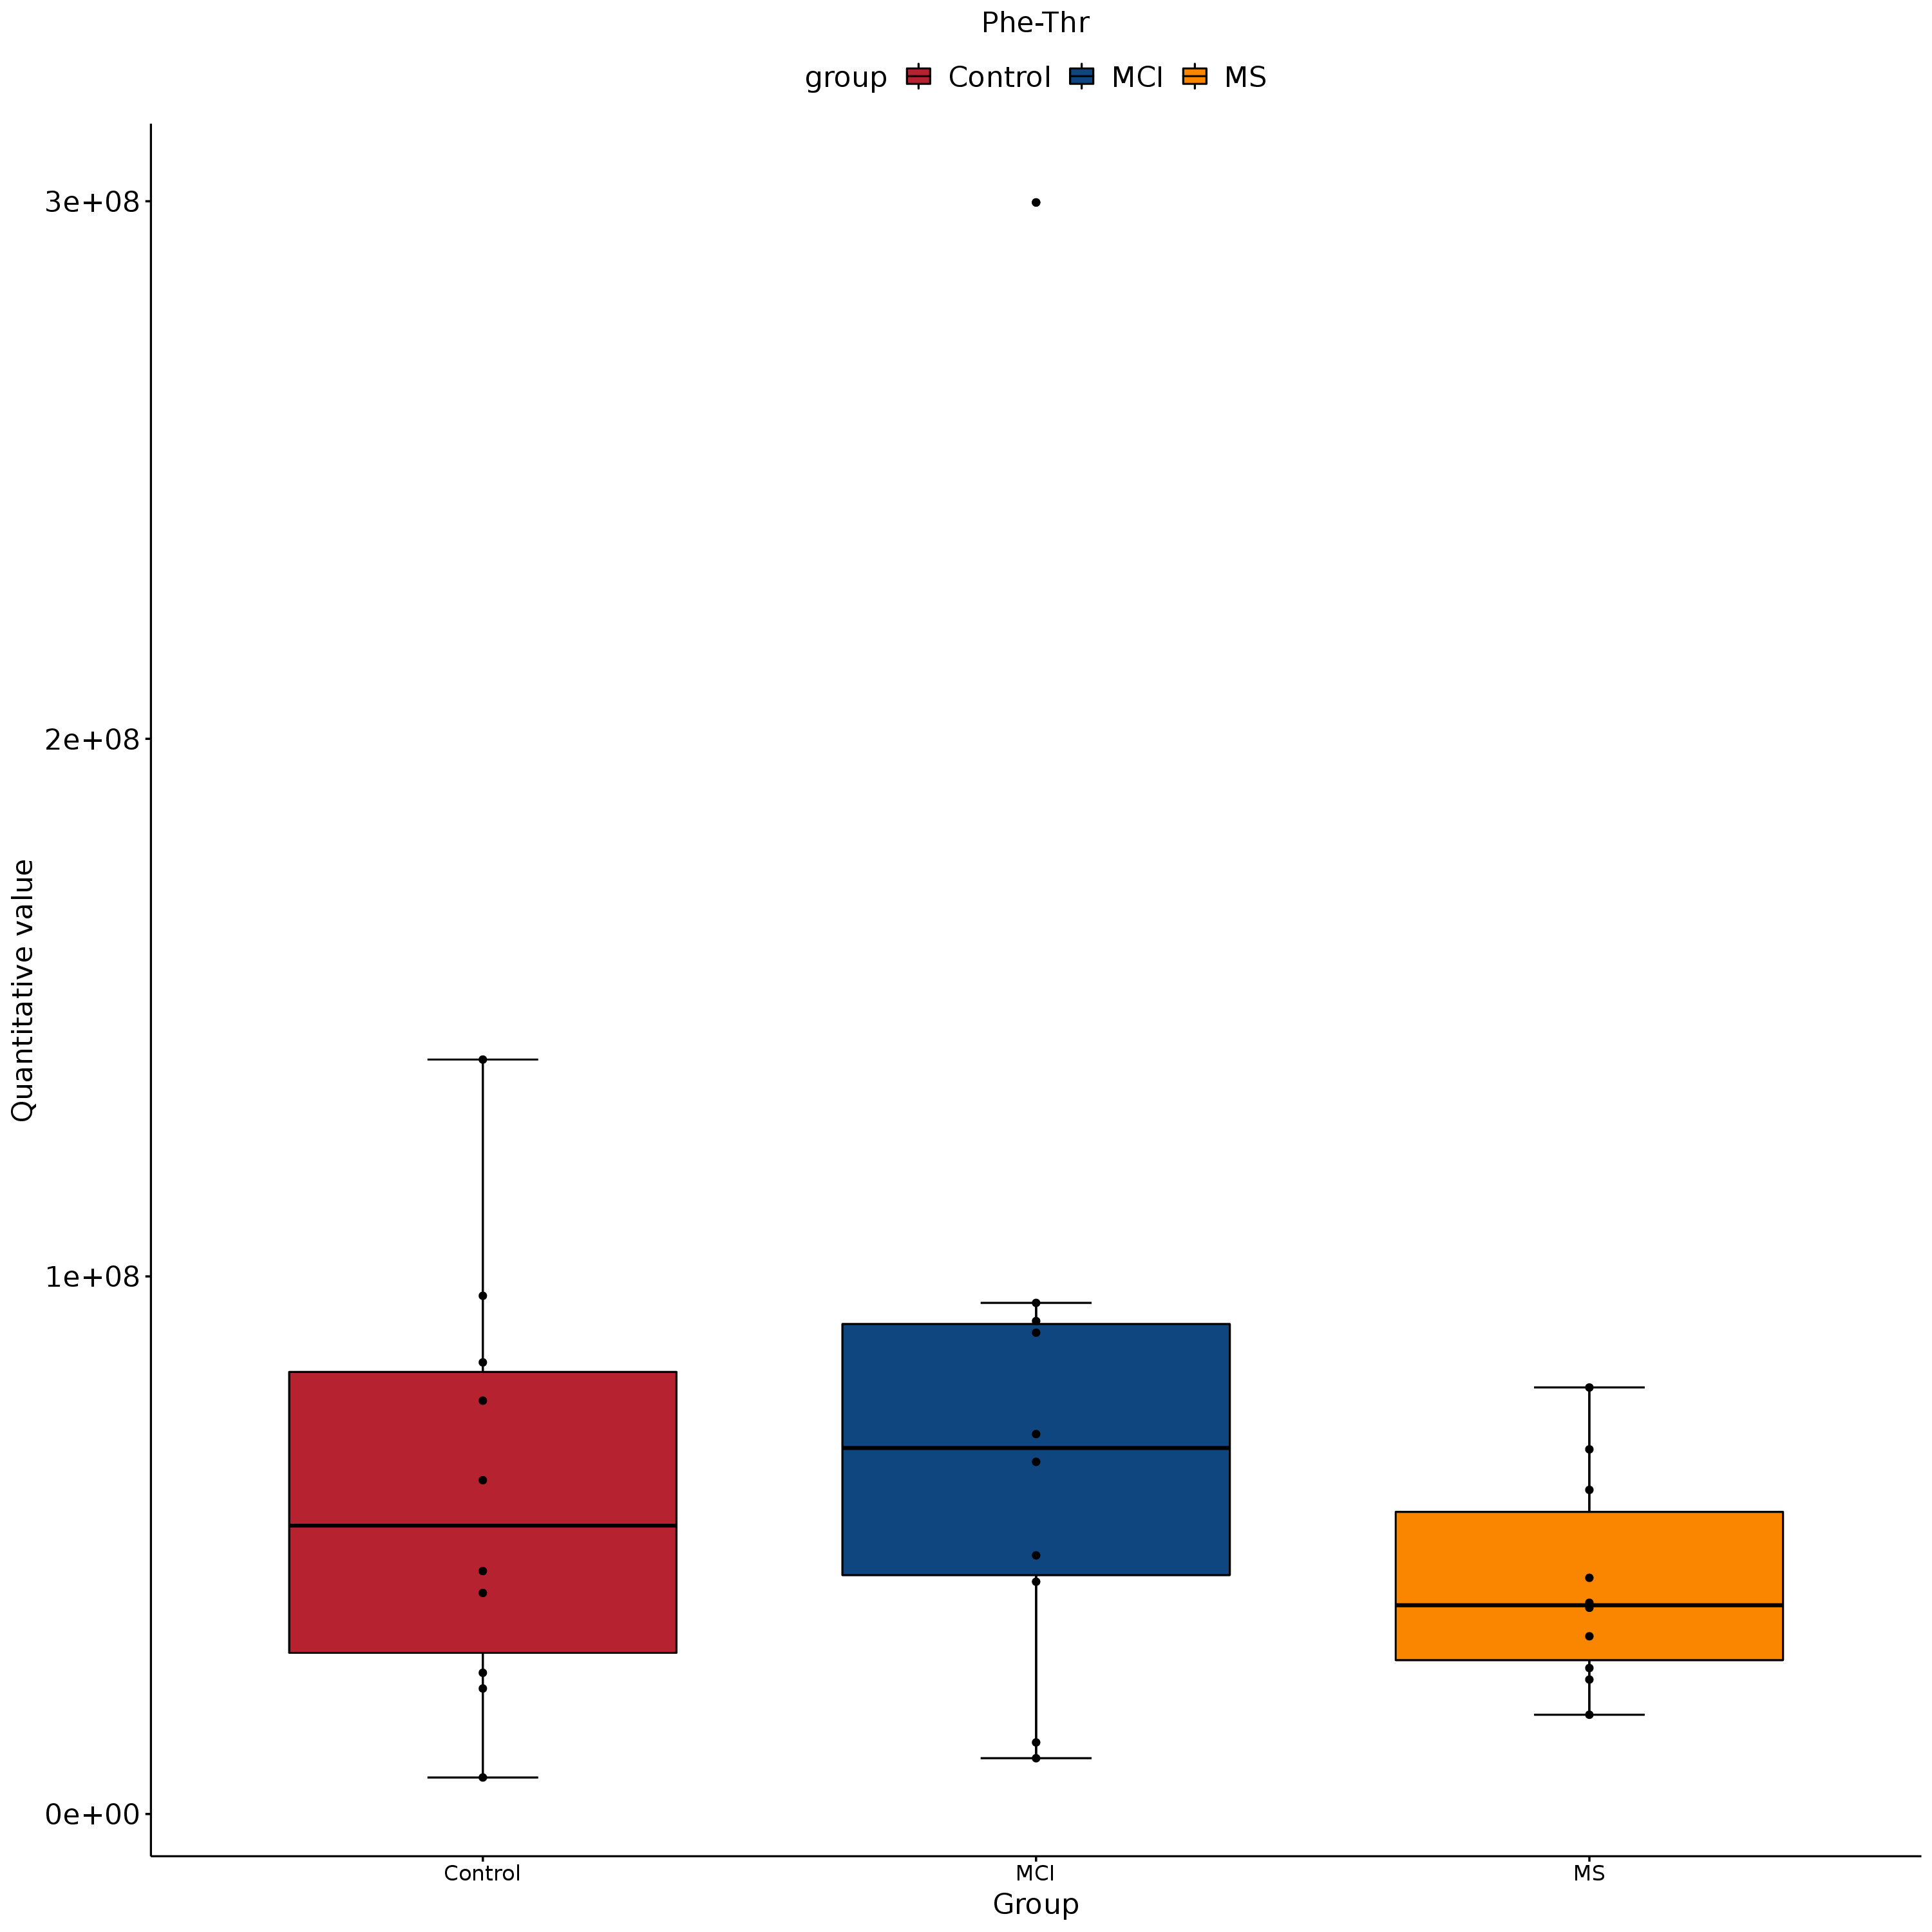 Phe-Thr
group Control MCI MS
3e+08
2e+08
1e+08
0e+00
Quantitative value
Control MCI MS
Group